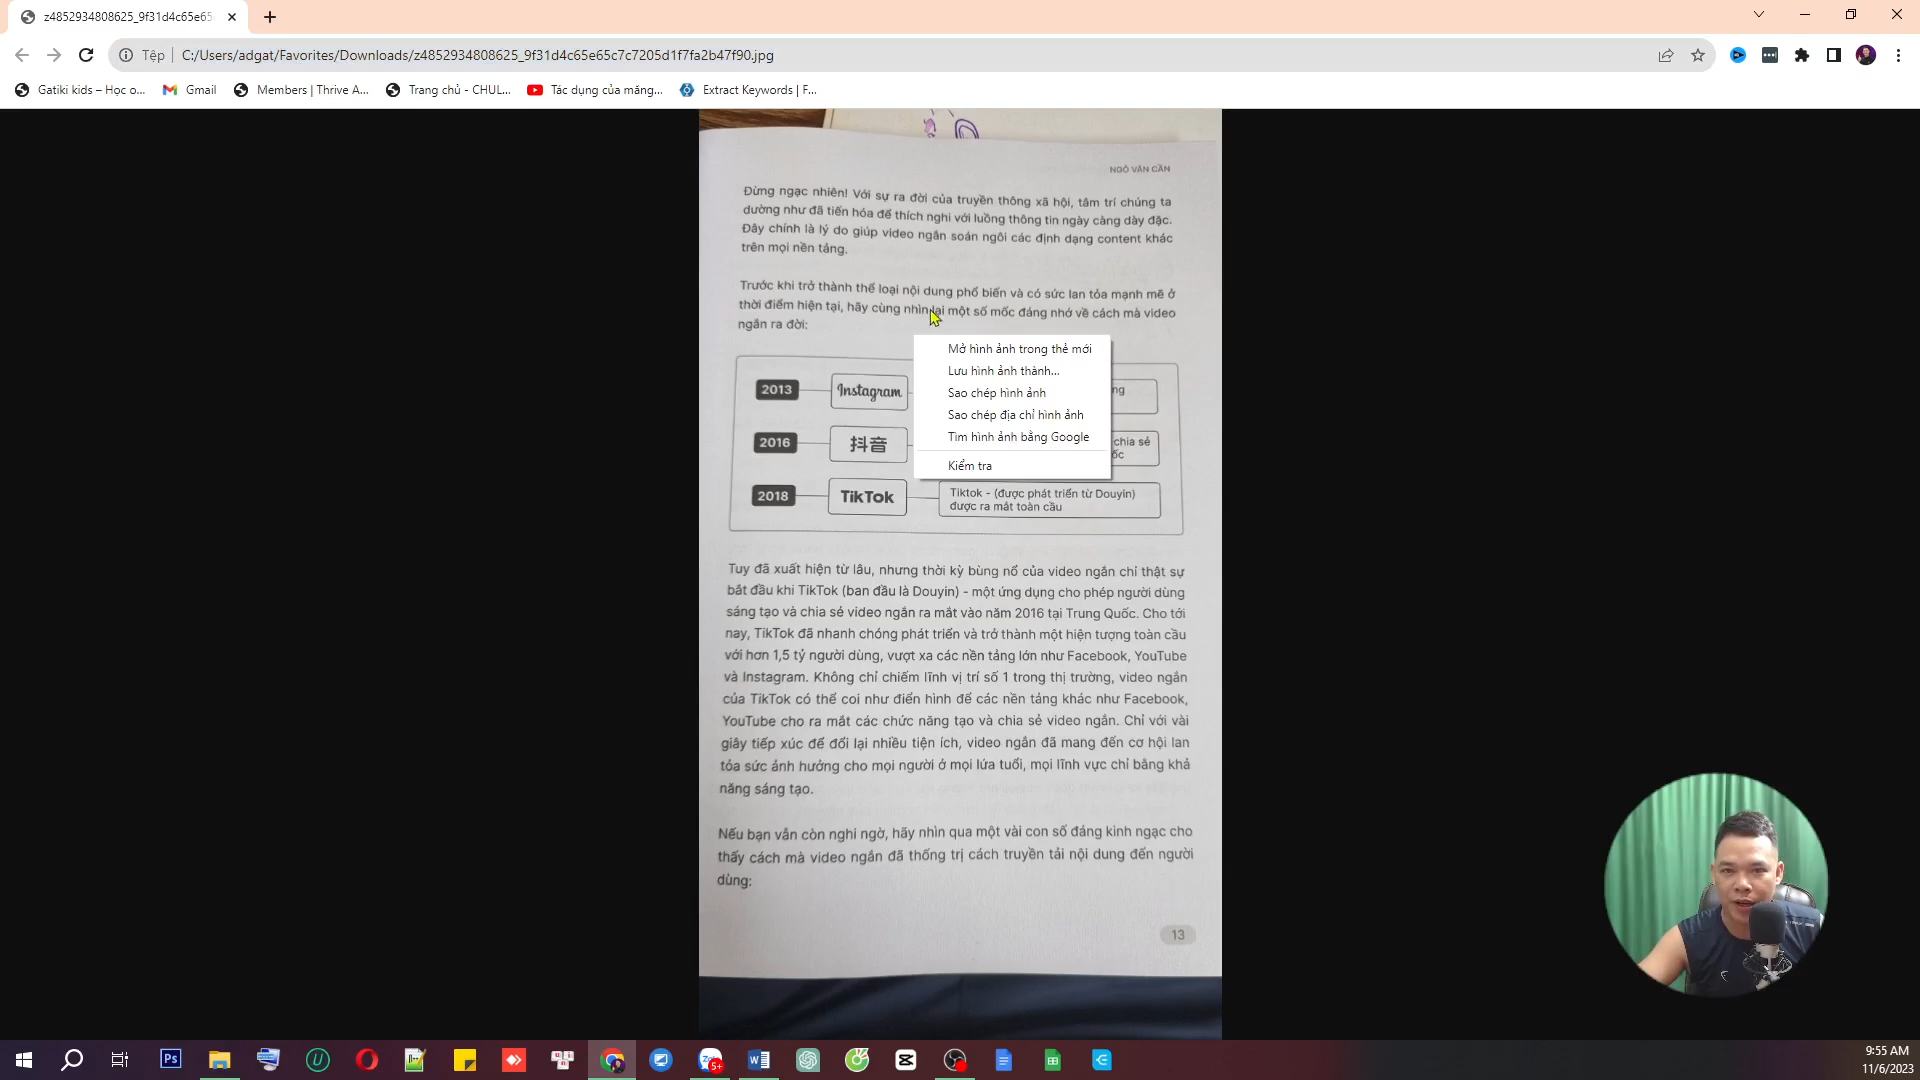 z4852934808625_9f31d4c65e65
Tệp
C:/Users/adgat/Favorites/Downloads/z4852934808625_9f31d4c65e65c7c7205d1f7fa2b47f90.jpg
Gatiki kids – Học o...
Gmail
Members | Thrive A...
Trang chủ - CHUL...
Tác dụng của măng...
Extract Keywords | F...
NGÔ VĂN CẦN
Đừng ngạc nhiên! Với sự ra đời của truyền thông xã hội, tâm trí chúng ta
dường như đã tiến hóa để thích nghi với luồng thông tin ngày càng dày đặc.
Đây chính là lý do giúp video ngắn soán ngôi các định dạng content khác
trên mọi nền tảng.
Trước khi trở thành thể loại nội dung phổ biến và có sức lan tỏa mạnh mẽ ở
thời điểm hiện tại, hãy cùng nhìn lại một số mốc đáng nhớ về cách mà video
ngắn ra đời:
Mở hình ảnh trong thẻ mới
Lưu hình ảnh thành...
Sao chép hình ảnh
Sao chép địa chỉ hình ảnh
Tìm hình ảnh bằng Google
Kiểm tra
2013
Instagram
ng
2016
抖音
chia sẻ
ốc
2018
TikTok
Tiktok - (được phát triển từ Douyin)
được ra mắt toàn cầu
Tuy đã xuất hiện từ lâu, nhưng thời kỳ bùng nổ của video ngắn chỉ thật sự
bắt đầu khi TikTok (ban đầu là Douyin) - một ứng dụng cho phép người dùng
sáng tạo và chia sẻ video ngắn ra mắt vào năm 2016 tại Trung Quốc. Cho tới
nay, TikTok đã nhanh chóng phát triển và trở thành một hiện tượng toàn cầu
với hơn 1,5 tỷ người dùng, vượt xa các nền tảng lớn như Facebook, YouTube
và Instagram. Không chỉ chiếm lĩnh vị trí số 1 trong thị trường, video ngắn
của TikTok có thể coi như điển hình để các nền tảng khác như Facebook,
YouTube cho ra mắt các chức năng tạo và chia sẻ video ngắn. Chỉ với vài
giây tiếp xúc để đổi lại nhiều tiện ích, video ngắn đã mang đến cơ hội lan
tỏa sức ảnh hưởng cho mọi người ở mọi lứa tuổi, mọi lĩnh vực chỉ bằng khả
năng sáng tạo.
Nếu bạn vẫn còn nghi ngờ, hãy nhìn qua một vài con số đáng kinh ngạc cho
thấy cách mà video ngắn đã thống trị cách truyền tải nội dung đến người
dùng:
13
Ps
5+
9:55 AM
11/6/2023